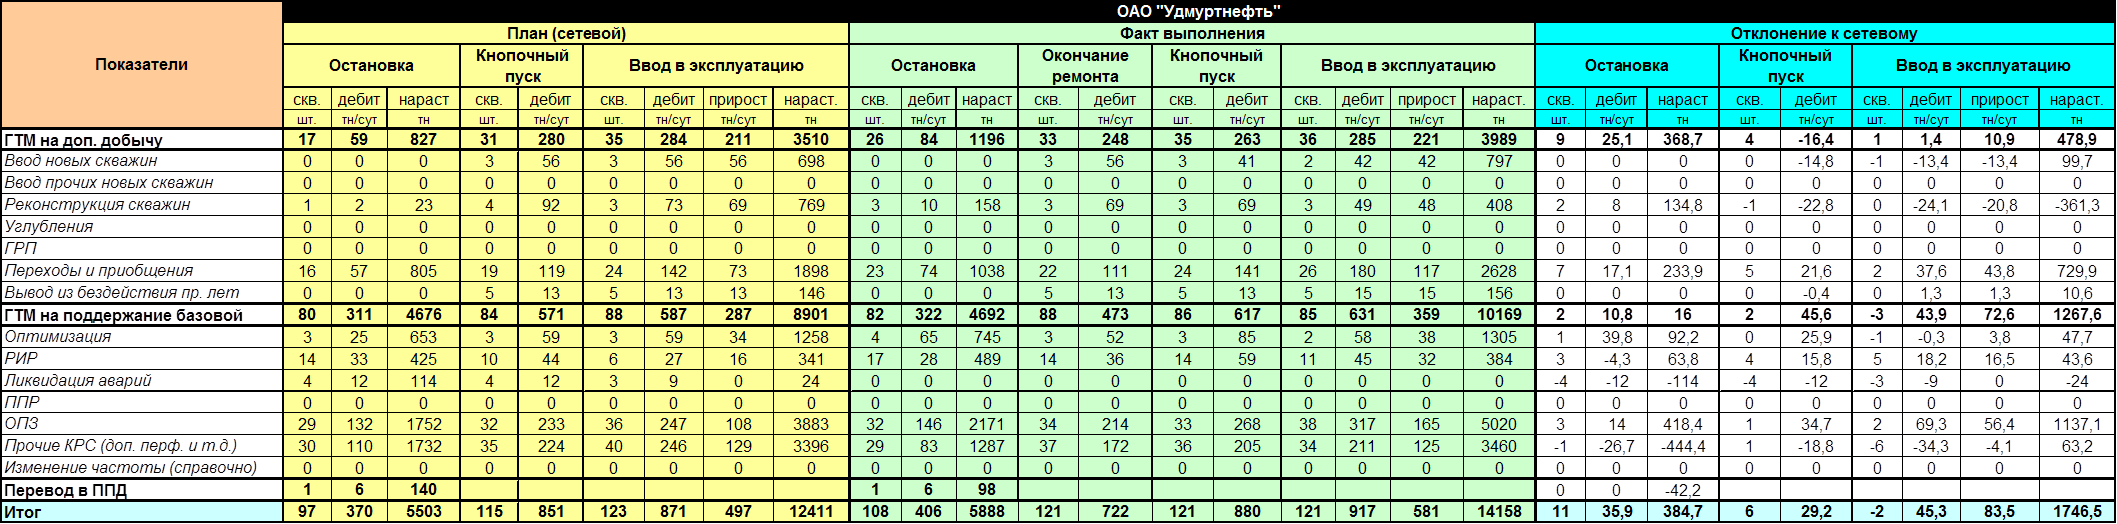 ОАО "Удмуртнефть"
Показатели План (сетевой) Факт выполнения Отклонение к сетевому
Остановка Кнопочный пуск Ввод в эксплуатацию Остановка Окончание ремонта Кнопочный пуск Ввод в эксплуатацию Остановка Кнопочный пуск Ввод в эксплуатацию
скв. дебит нараст скв. дебит скв. дебит прирост нараст. скв. дебит нараст скв. дебит скв. дебит скв. дебит прирост нараст. скв. дебит нараст скв. дебит скв. дебит прирост нараст.
шт. тн/сут тн шт. тн/сут шт. тн/сут тн/сут тн шт. тн/сут тн шт. тн/сут шт. тн/сут шт. тн/сут тн/сут тн шт. тн/сут тн шт. тн/сут шт. тн/сут тн/сут тн
ГТМ на доп. добычу 17 59 827 31 280 35 284 211 3510 26 84 1196 33 248 35 263 36 285 221 3989 9 25,1 368,7 4 -16,4 1 1,4 10,9 478,9
Ввод новых скважин 0 0 0 3 56 3 56 56 698 0 0 0 3 56 3 41 2 42 42 797 0 0 0 0 -14,8 -1 -13,4 -13,4 99,7
Ввод прочих новых скважин 0 0 0 0 0 0 0 0 0 0 0 0 0 0 0 0 0 0 0 0 0 0 0 0 0 0 0 0 0
Реконструкция скважин 1 2 23 4 92 3 73 69 769 3 10 158 3 69 3 69 3 49 48 408 2 8 134,8 -1 -22,8 0 -24,1 -20,8 -361,3
Углубления 0 0 0 0 0 0 0 0 0 0 0 0 0 0 0 0 0 0 0 0 0 0 0 0 0 0 0 0 0
ГРП 0 0 0 0 0 0 0 0 0 0 0 0 0 0 0 0 0 0 0 0 0 0 0 0 0 0 0 0 0
Переходы и приобщения 16 57 805 19 119 24 142 73 1898 23 74 1038 22 111 24 141 26 180 117 2628 7 17,1 233,9 5 21,6 2 37,6 43,8 729,9
Вывод из бездействия пр. лет 0 0 0 5 13 5 13 13 146 0 0 0 5 13 5 13 5 15 15 156 0 0 0 0 -0,4 0 1,3 1,3 10,6
ГТМ на поддержание базовой 80 311 4676 84 571 88 587 287 8901 82 322 4692 88 473 86 617 85 631 359 10169 2 10,8 16 2 45,6 -3 43,9 72,6 1267,6
Оптимизация 3 25 653 3 59 3 59 34 1258 4 65 745 3 52 3 85 2 58 38 1305 1 39,8 92,2 0 25,9 -1 -0,3 3,8 47,7
РИР 14 33 425 10 44 6 27 16 341 17 28 489 14 36 14 59 11 45 32 384 3 -4,3 63,8 4 15,8 5 18,2 16,5 43,6
Ликвидация аварий 4 12 114 4 12 3 9 0 24 0 0 0 0 0 0 0 0 0 0 0 -4 -12 -114 -4 -12 -3 -9 0 -24
ППР 0 0 0 0 0 0 0 0 0 0 0 0 0 0 0 0 0 0 0 0 0 0 0 0 0 0 0 0 0
ОПЗ 29 132 1752 32 233 36 247 108 3883 32 146 2171 34 214 33 268 38 317 165 5020 3 14 418,4 1 34,7 2 69,3 56,4 1137,1
Прочие КРС (доп. перф. и т.д.) 30 110 1732 35 224 40 246 129 3396 29 83 1287 37 172 36 205 34 211 125 3460 -1 -26,7 -444,4 1 -18,8 -6 -34,3 -4,1 63,2
Изменение частоты (справочно) 0 0 0 0 0 0 0 0 0 0 0 0 0 0 0 0 0 0 0 0 0 0 0 0 0 0 0 0 0
Перевод в ППД 1 6 140 1 6 98 0 0 -42,2
Итог 97 370 5503 115 851 123 871 497 12411 108 406 5888 121 722 121 880 121 917 581 14158 11 35,9 384,7 6 29,2 -2 45,3 83,5 1746,5